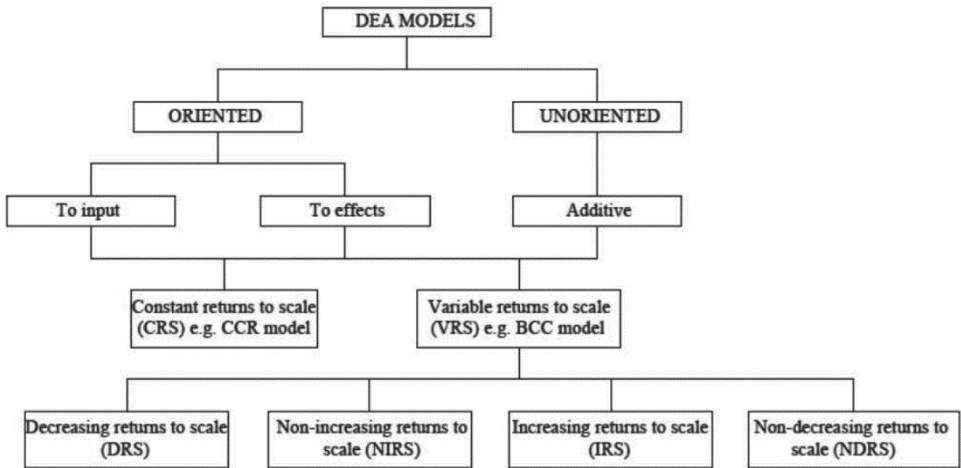 DEA MODELS
ORIENTED
UNORIENTED
To input
To effects
Additive
Constant returns to scale
(CRS) e.g. CCR model
Variable returns to scale
(VRS) e.g. BCC model
Decreasing returns to scale
(DRS)
Non-increasing returns to
scale (NIRS)
Increasing returns to scale
(IRS)
Non-decreasing returns to
scale (NDRS)